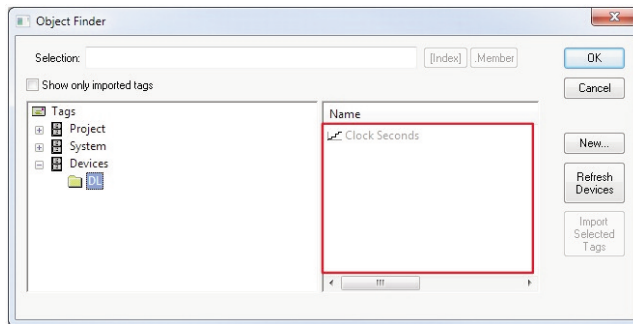 Object Finder
Selection:
[Index]
.Member
OK
Show only imported tags
Cancel
Tags
Project
System
Devices
DL
Name
Clock Seconds
New...
Refresh
Devices
Import
Selected
Tags